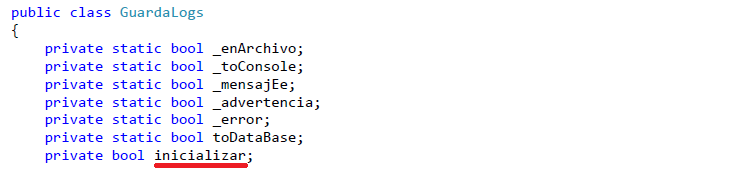 public class GuardaLogs
{
    private static bool _enArchivo;
    private static bool _toConsole;
    private static bool _mensajEe;
    private static bool _advertencia;
    private static bool _error;
    private static bool toDataBase;
    private bool inicializar;